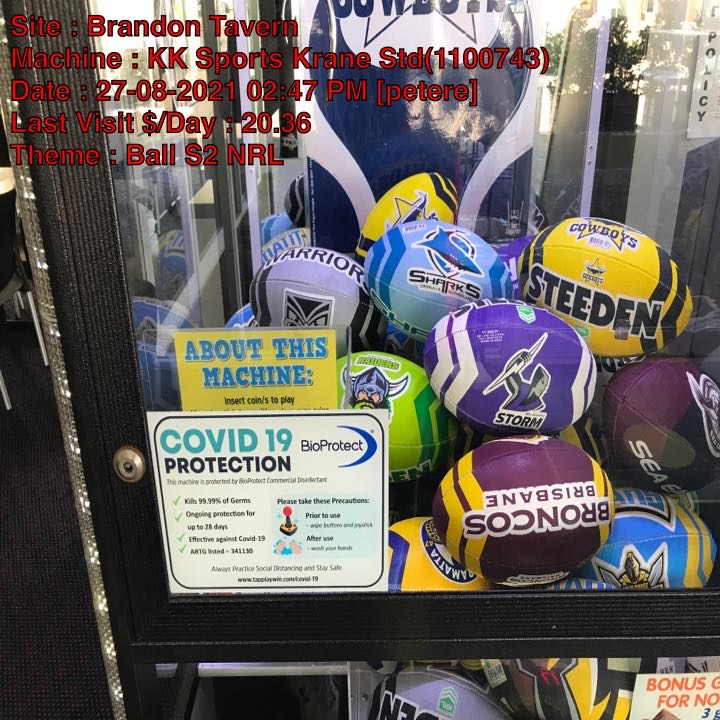 Site : Brandon Tavern
Machine : KK Sports Krane Std(1100743)
Date : 27-08-2021 02:47 PM [petere]
Last Visit $/Day : 20.36
Theme : Ball S2 NRL
COWBOYS
POLICY
COWBOYS
WARRIORS
SHARKS
STEEDEN
ABOUT THIS
MACHINE:
Insert coin/s to play
RAIDERS
STORM
COVID 19
PROTECTION
BioProtect
This machine is protected by BioProtect Commercial Disinfectant.
Kills 99.99% of Germs
Ongoing protection for
up to 28 days
Effective against Covid-19
ARTG listed – 341130
Please take these Precautions:
Prior to use
– wipe buttons and joystick
After use
– wash your hands
Always Practice Social Distancing and Stay Safe.
www.tapplaywin.com/covid-19
SEA
BRISBANE
BRONCOS
BRISBANE
BONUS G
FOR NO
3